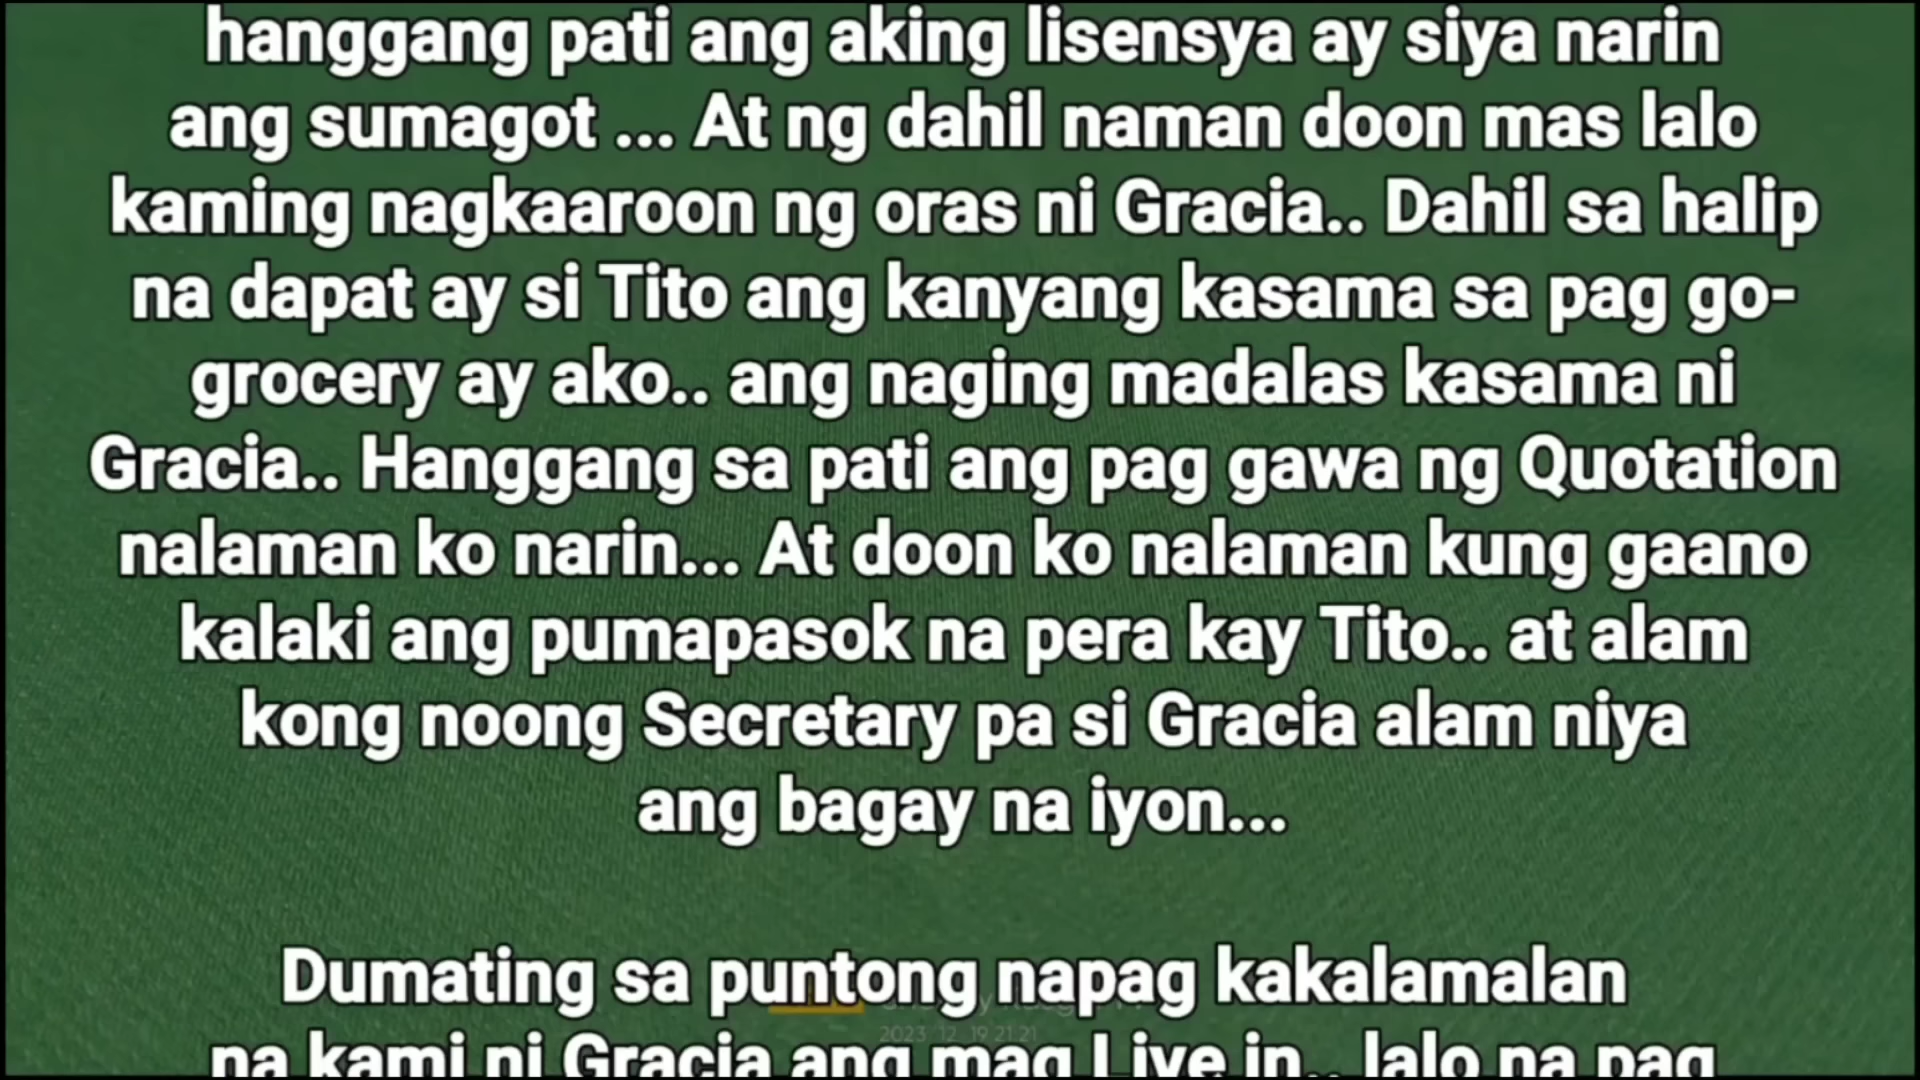 hanggang pati ang aking lisensya ay siya narin
ang sumagot ... At ng dahil naman doon mas lalo
kaming nagkaaroon ng oras ni Gracia.. Dahil sa halip
na dapat ay si Tito ang kanyang kasama sa pag go-
grocery ay ako.. ang naging madalas kasama ni
Gracia.. Hanggang sa pati ang pag gawa ng Quotation
nalaman ko narin... At doon ko nalaman kung gaano
kalaki ang pumapasok na pera kay Tito.. at alam
kong noong Secretary pa si Gracia alam niya
ang bagay na iyon...
Dumating sa puntong napag kakalamalan
2023 12 19 21:21
na kami ni Gracia ang mag Live in.. lalo na pag